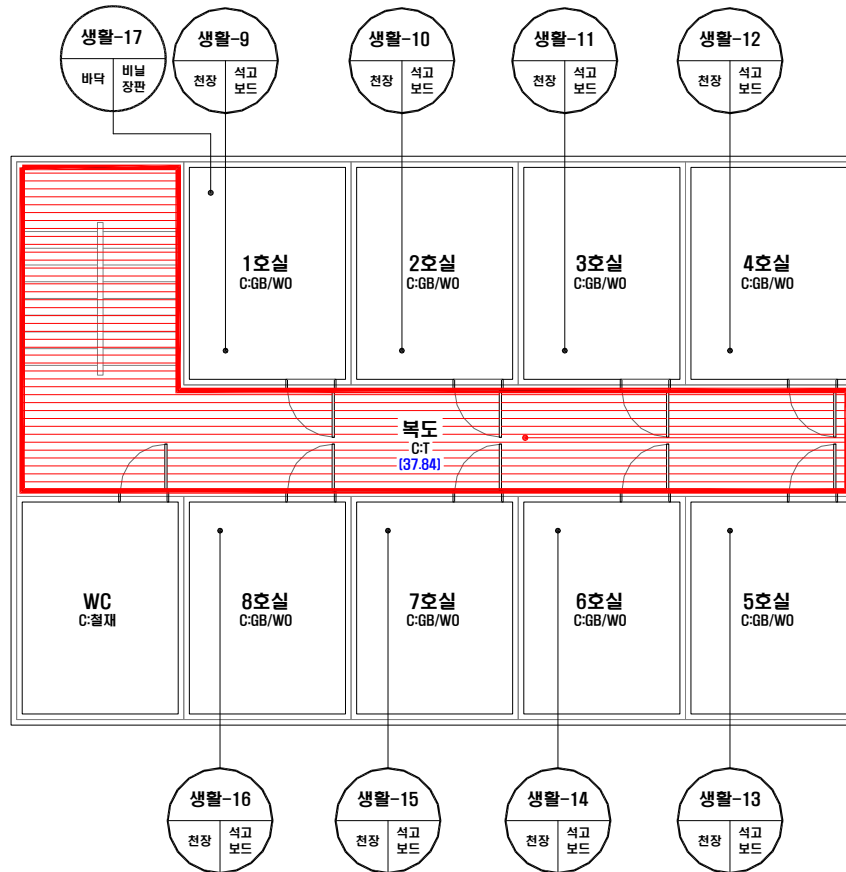 생활-17
바닥
비닐
장판
생활-9
천장
석고
보드
생활-10
천장
석고
보드
생활-11
천장
석고
보드
생활-12
천장
석고
보드
1호실
C:GB/WO
2호실
C:GB/WO
3호실
C:GB/WO
4호실
C:GB/WO
복도
C:T
(37.84)
WC
C:철재
8호실
C:GB/WO
7호실
C:GB/WO
6호실
C:GB/WO
5호실
C:GB/WO
생활-16
천장
석고
보드
생활-15
천장
석고
보드
생활-14
천장
석고
보드
생활-13
천장
석고
보드